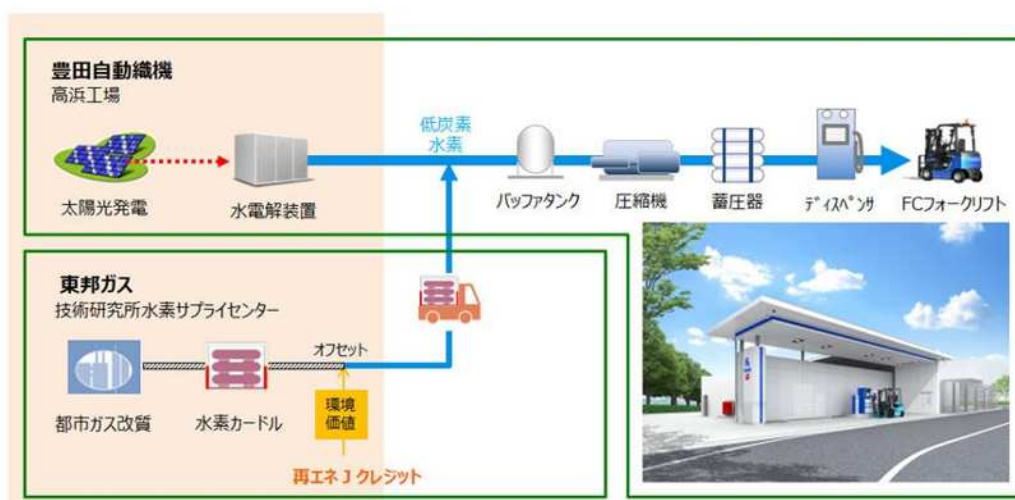 豊田自動織機
高浜工場
太陽光発電
水電解装置
低炭素
水素
バッファタンク
圧縮機
蓄圧器
ディスペンサ
FCフォークリフト
東邦ガス
技術研究所水素サプライセンター
都市ガス改質
水素カードル
オフセット
環境
価値
再エネJクレジット